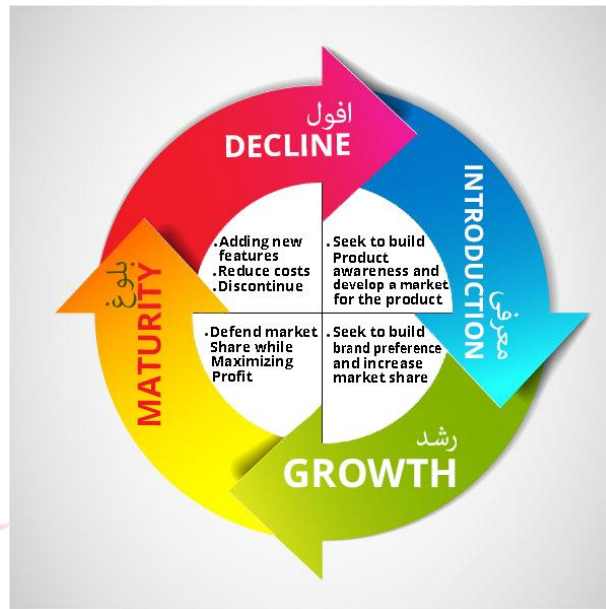 افول
DECLINE
INTRODUCTION
معرفی
رشد
GROWTH
بلوغ
MATURITY
.Adding new
features
.Reduce costs
.Discontinue
.Seek to build
Product
awareness and
develop a market
for the product
.Defend market
Share while
Maximizing
Profit
.Seek to build
brand preference
and increase
market share